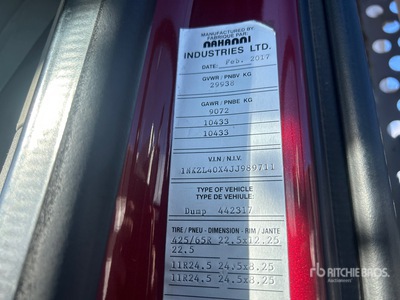 MANUFACTURED BY
FABRIQUE PAR:
NAHANNI
INDUSTRIES LTD.
DATE: Feb. 2017
GVWR / PNBV KG
29938
GAWR / PNBE KG
9072
10433
10433
V.I.N / N.I.V.
1NKZL40X4JJ989711
TYPE OF VEHICLE
TYPE DE VEHIULE:
Dump 442317
TIRE / PNEU - DIMENSION - RIM / JANTE
425/65R 22.5x12.25
22.5
11R24.5 24.5x8.25
11R24.5 24.5x8.25
rb RITCHIE BROS.